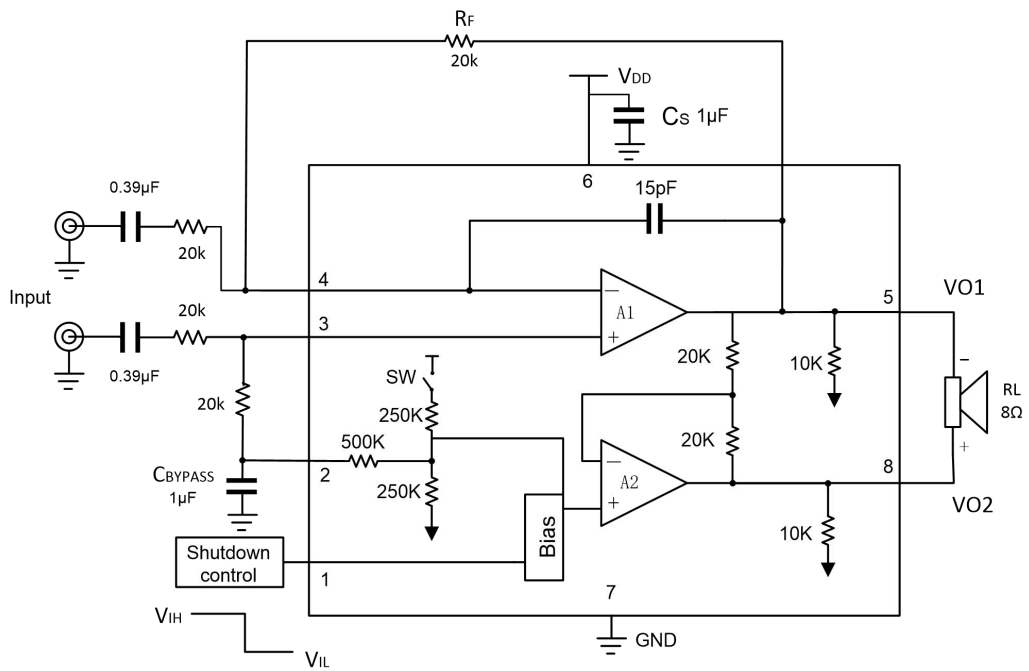 RF
20k
VDD
CS 1µF
6
15pF
0.39µF
20k
4
Input
20k
3
0.39µF
A1
5
VO1
20K
10K
SW
20k
250K
RL
8Ω
500K
20K
2
250K
CBYPASS
1µF
A2
8
VO2
10K
Bias
Shutdown
control
1
7
VIH
VIL
GND